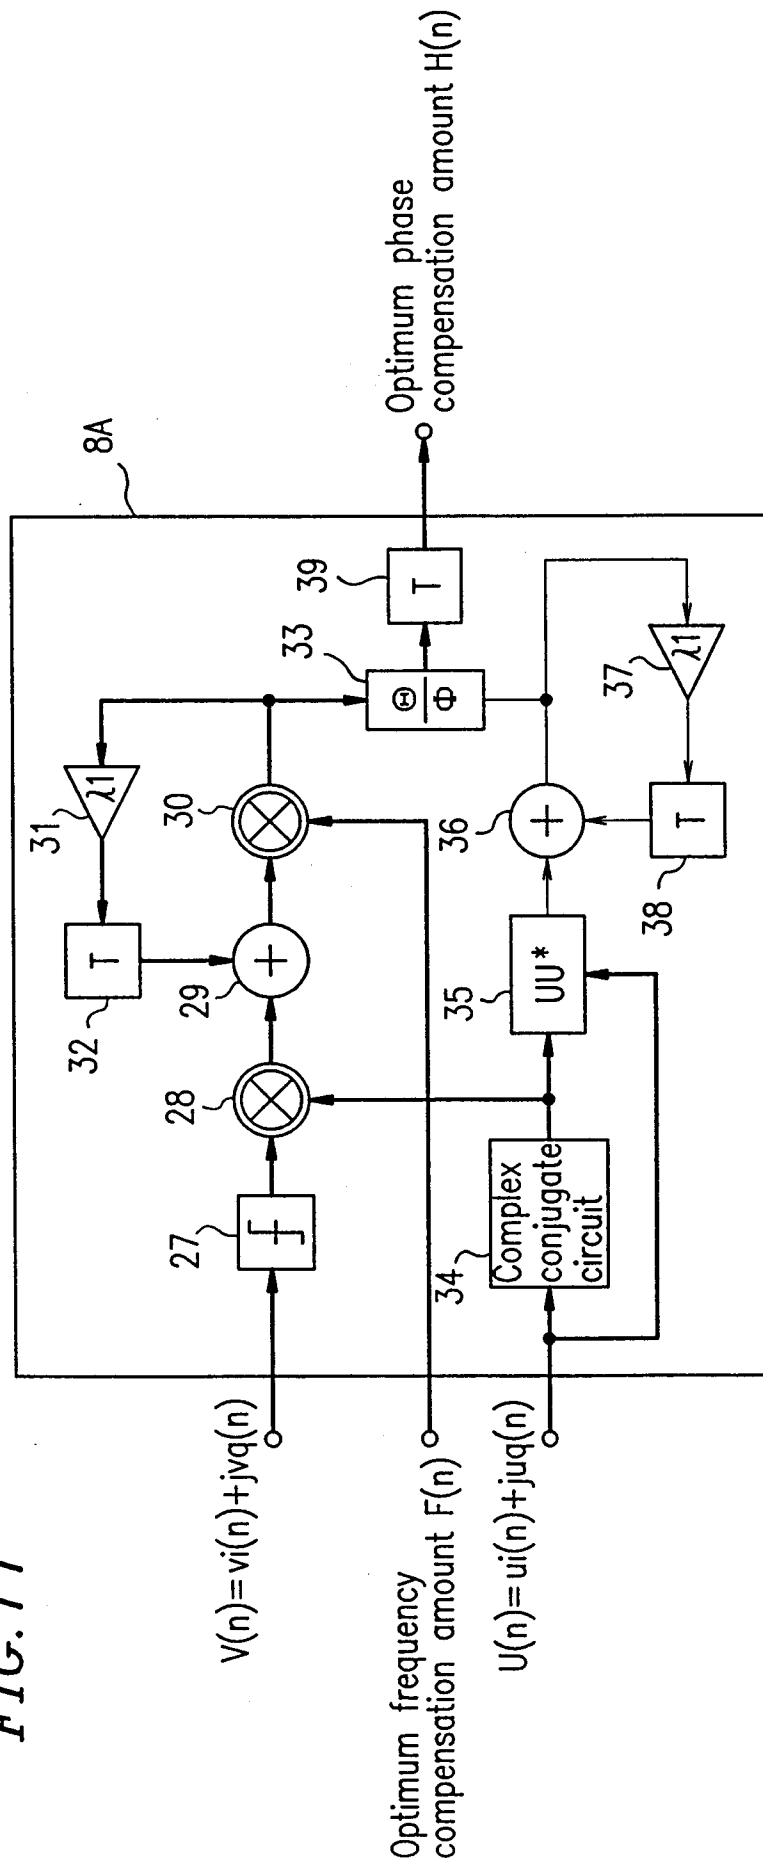 FIG. 11
8A
V(n)=vi(n)+jvq(n)
27
28
29
30
31
λ1
32
T
+
33
Θ
Φ
39
T
Optimum phase
compensation amount H(n)
Optimum frequency
compensation amount F(n)
U(n)=ui(n)+juq(n)
34
Complex
conjugate
circuit
35
UU*
36
+
37
λ1
38
T